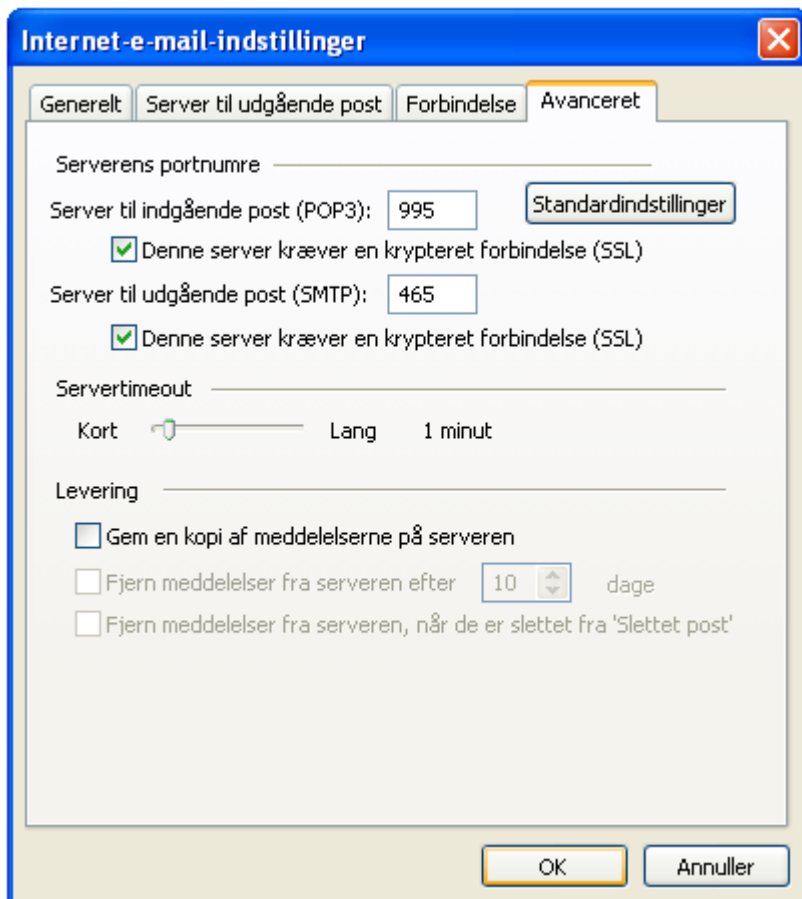 Internet-e-mail-indstillinger
Generelt Server til udgående post Forbindelse Avanceret
Serverens portnumre
Server til indgående post (POP3): 995 Standardindstillinger
Denne server kræver en krypteret forbindelse (SSL)
Server til udgående post (SMTP): 465
Denne server kræver en krypteret forbindelse (SSL)
Servertimeout
Kort Lang 1 minut
Levering
Gem en kopi af meddelelserne på serveren
Fjern meddelelser fra serveren efter 10 dage
Fjern meddelelser fra serveren, når de er slettet fra 'Slettet post'
OK Annuller